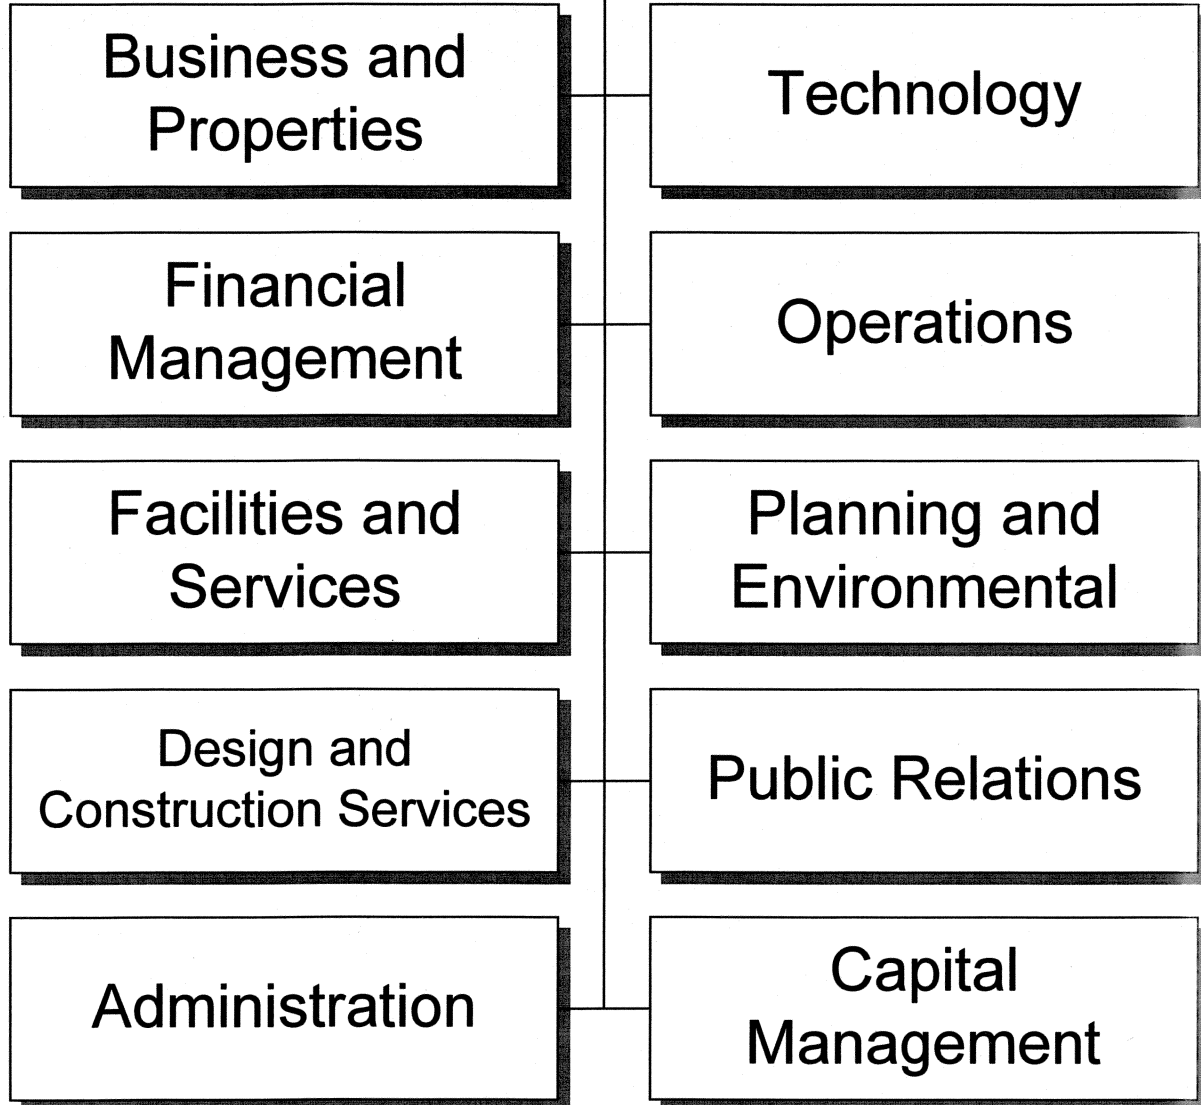 Business and
Properties
Technology
Financial
Management
Operations
Facilities and
Services
Planning and
Environmental
Design and
Construction Services
Public Relations
Administration
Capital
Management